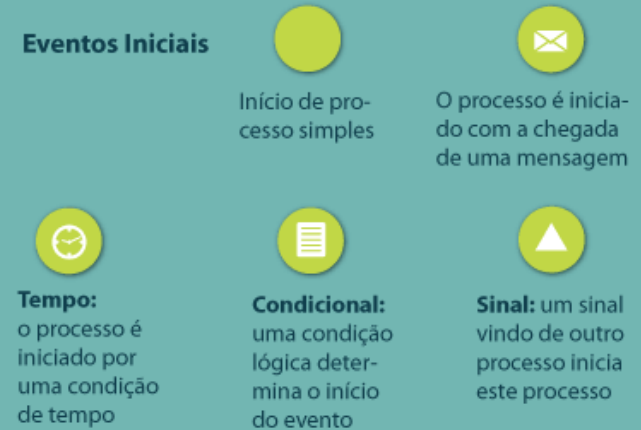 Eventos Iniciais
Início de pro-
cesso simples
O processo é inicia-
do com a chegada
de uma mensagem
Tempo:
o processo é
iniciado por
uma condição
de tempo
Condicional:
uma condição
lógica deter-
mina o início
do evento
Sinal: um sinal
vindo de outro
processo inicia
este processo